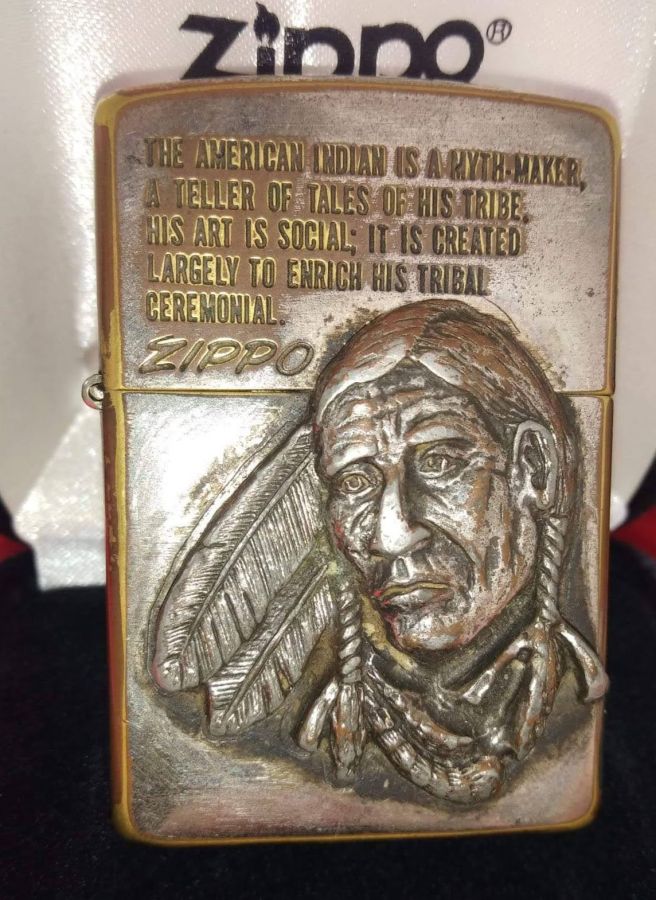 Zippo®
THE AMERICAN INDIAN IS A MYTH-MAKER,
A TELLER OF TALES OF HIS TRIBE.
HIS ART IS SOCIAL; IT IS CREATED
LARGELY TO ENRICH HIS TRIBAL
CEREMONIAL.
ZIPPO